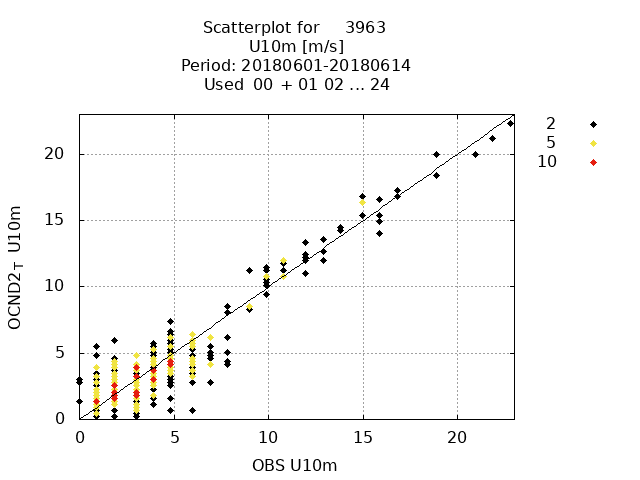 Scatterplot for 3963
U10m [m/s]
Period: 20180601-20180614
Used 00 + 01 02 ... 24
2
5
10
20
15
10
5
0
OCND2_T U10m
0 5 10 15 20
OBS U10m